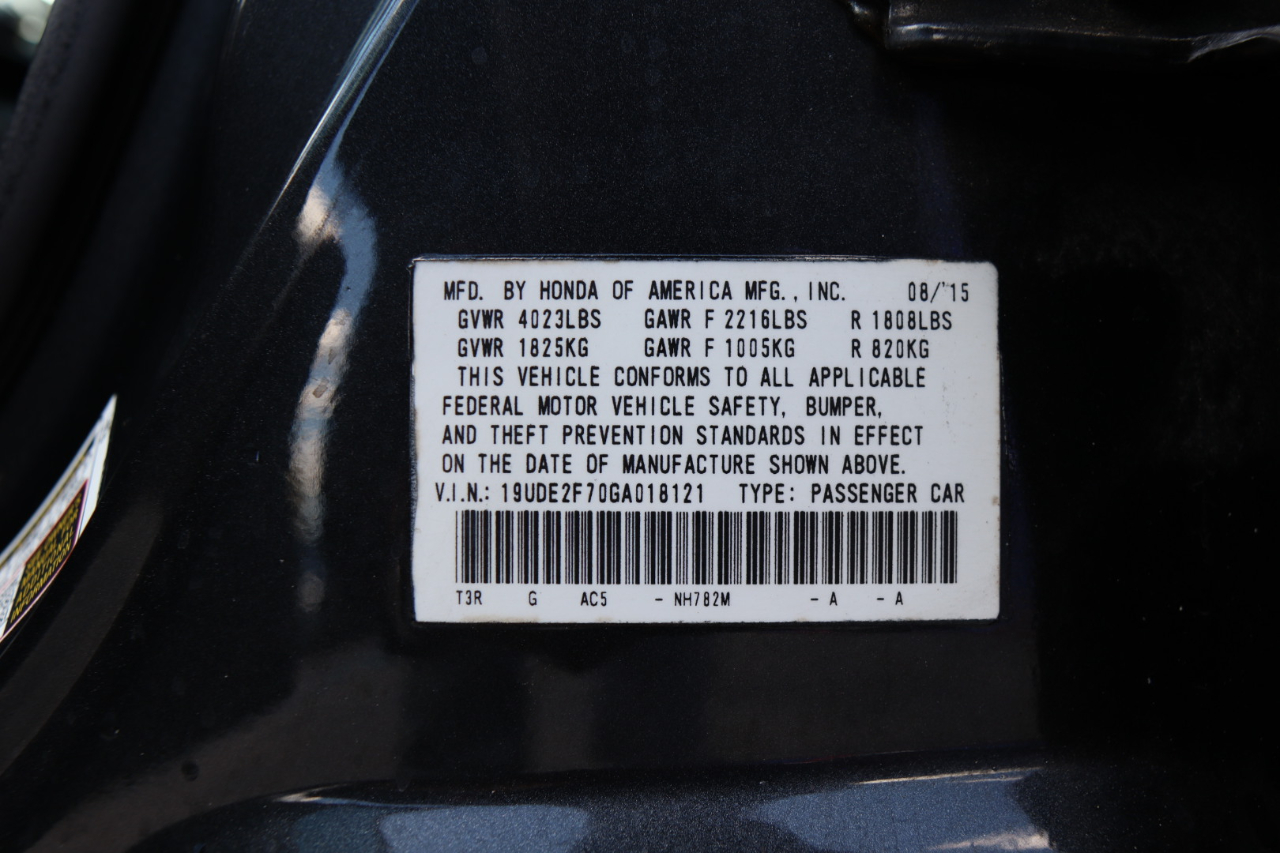 MFD. BY HONDA OF AMERICA MFG., INC. 08/'15
GVWR 4023LBS GAWR F 2216LBS R 1808LBS
GVWR 1825KG GAWR F 1005KG R 820KG
THIS VEHICLE CONFORMS TO ALL APPLICABLE
FEDERAL MOTOR VEHICLE SAFETY, BUMPER,
AND THEFT PREVENTION STANDARDS IN EFFECT
ON THE DATE OF MANUFACTURE SHOWN ABOVE.
V.I.N.: 19UDE2F70GA018121 TYPE: PASSENGER CAR
T3R G AC5 - NH782M - A - A
INFORMATION